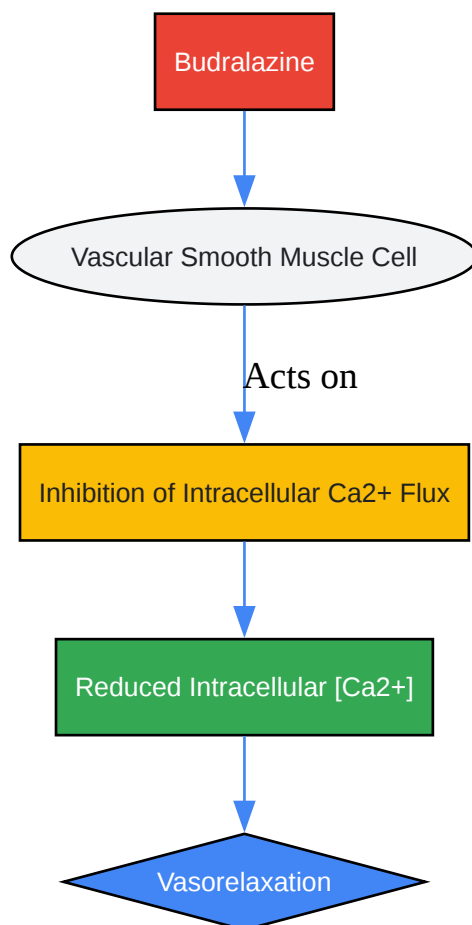 Budralazine
Vascular Smooth Muscle Cell
Acts on
Inhibition of Intracellular Ca2+ Flux
Reduced Intracellular [Ca2+]
Vasorelaxation